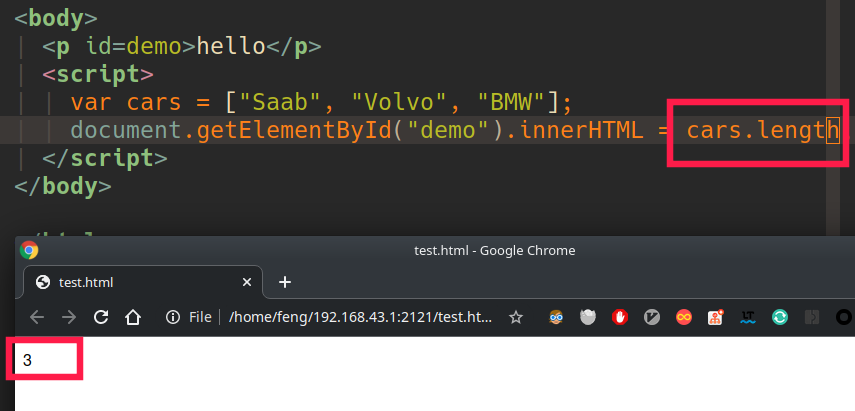 <body>
<p id=demo>hello</p>
<script>
var cars = ["Saab", "Volvo", "BMW"];
document.getElementById("demo").innerHTML = cars.length
</script>
</body>
test.html - Google Chrome
test.html
File /home/feng/192.168.43.1:2121/test.ht...
LT
3